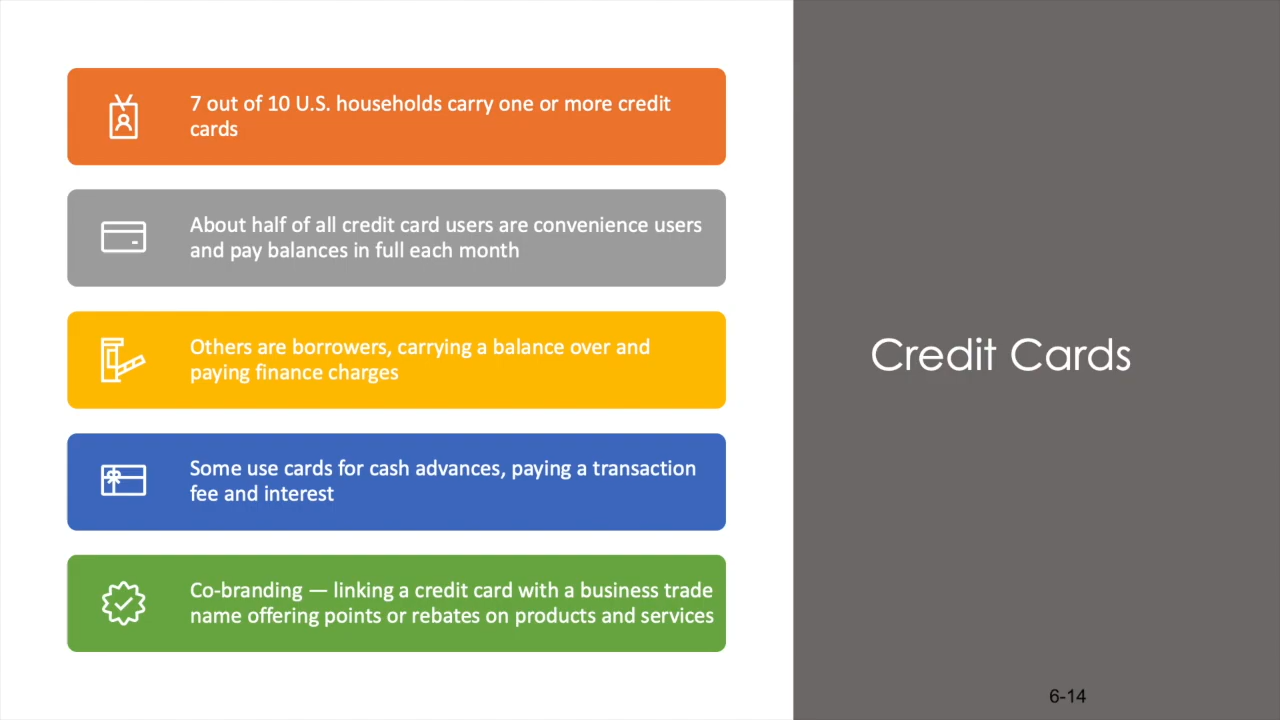 7 out of 10 U.S. households carry one or more credit
cards
About half of all credit card users are convenience users
and pay balances in full each month
Others are borrowers, carrying a balance over and
paying finance charges
Some use cards for cash advances, paying a transaction
fee and interest
Co-branding — linking a credit card with a business trade
name offering points or rebates on products and services
Credit Cards
6-14